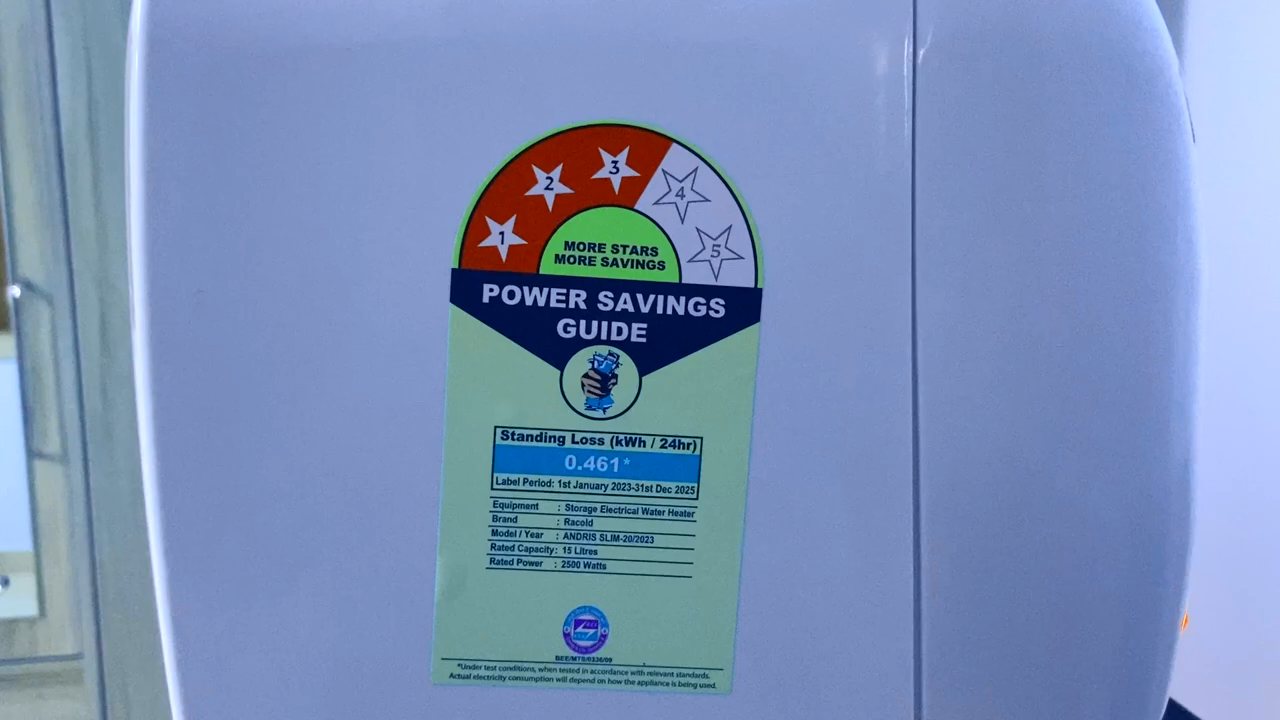 1
2
3
4
5
MORE STARS
MORE SAVINGS
POWER SAVINGS
GUIDE
Standing Loss (kWh / 24hr)
0.461*
Label Period: 1st January 2023-31st Dec 2025
Equipment : Storage Electrical Water Heater
Brand : Racold
Model / Year : ANDRIS SLIM-20/2023
Rated Capacity: 15 Litres
Rated Power : 2500 Watts
*Under test conditions, when tested in accordance with relevant standards.
Actual electricity consumption will depend on how the appliance is being used.